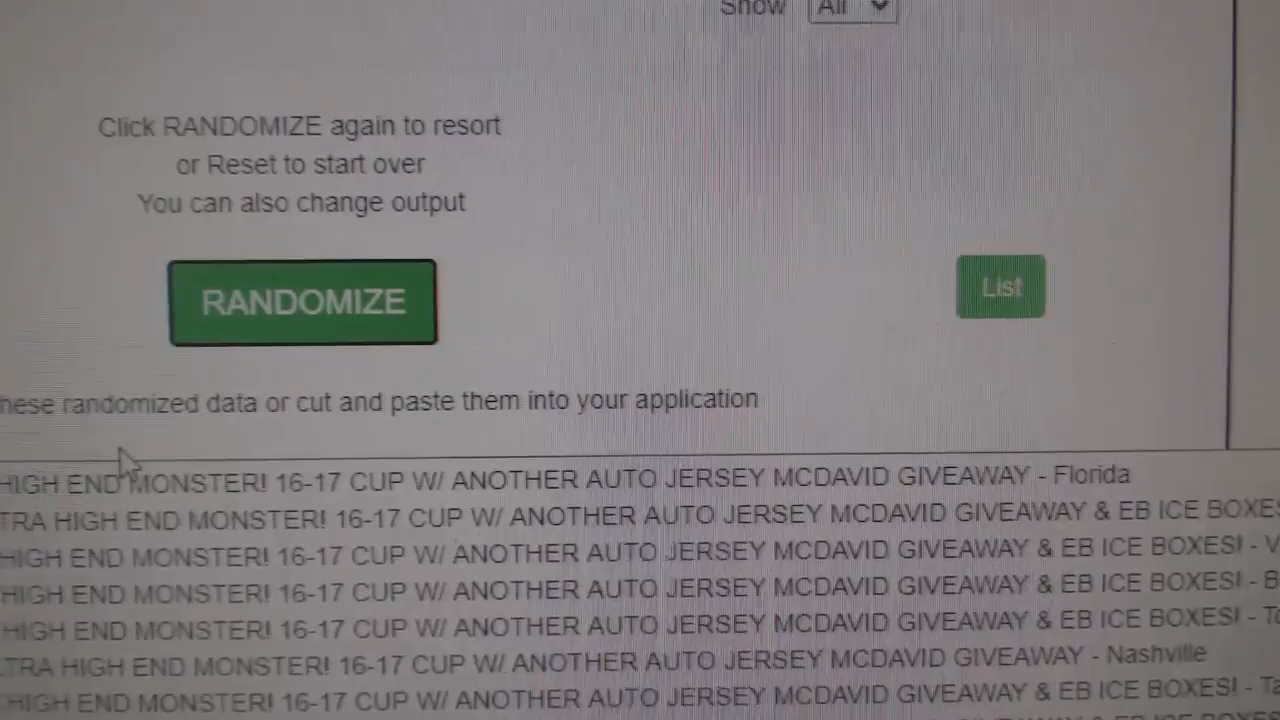 Show All
Click RANDOMIZE again to resort
or Reset to start over
You can also change output
RANDOMIZE
List
hese randomized data or cut and paste them into your application
HIGH END MONSTER! 16-17 CUP W/ ANOTHER AUTO JERSEY MCDAVID GIVEAWAY - Florida
TRA HIGH END MONSTER! 16-17 CUP W/ ANOTHER AUTO JERSEY MCDAVID GIVEAWAY & EB ICE BOXES
HIGH END MONSTER! 16-17 CUP W/ ANOTHER AUTO JERSEY MCDAVID GIVEAWAY & EB ICE BOXES! - V
HIGH END MONSTER! 16-17 CUP W/ ANOTHER AUTO JERSEY MCDAVID GIVEAWAY & EB ICE BOXES! - B
HIGH END MONSTER! 16-17 CUP W/ ANOTHER AUTO JERSEY MCDAVID GIVEAWAY & EB ICE BOXES! - To
TRA HIGH END MONSTER! 16-17 CUP W/ ANOTHER AUTO JERSEY MCDAVID GIVEAWAY - Nashville
HIGH END MONSTER! 16-17 CUP W/ ANOTHER AUTO JERSEY MCDAVID GIVEAWAY & EB ICE BOXES! - Ta